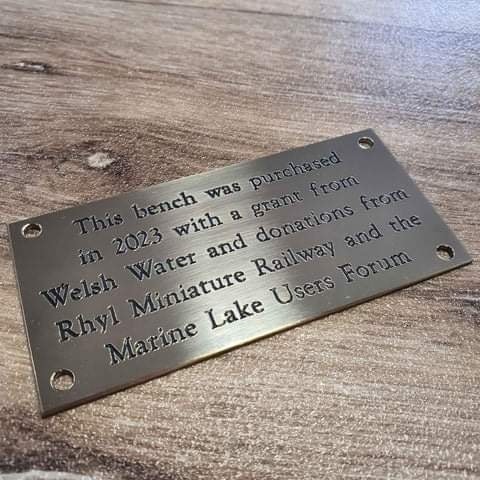 This bench was purchased
in 2023 with a grant from
Welsh Water and donations from
Rhyl Miniature Railway and the
Marine Lake Users Forum